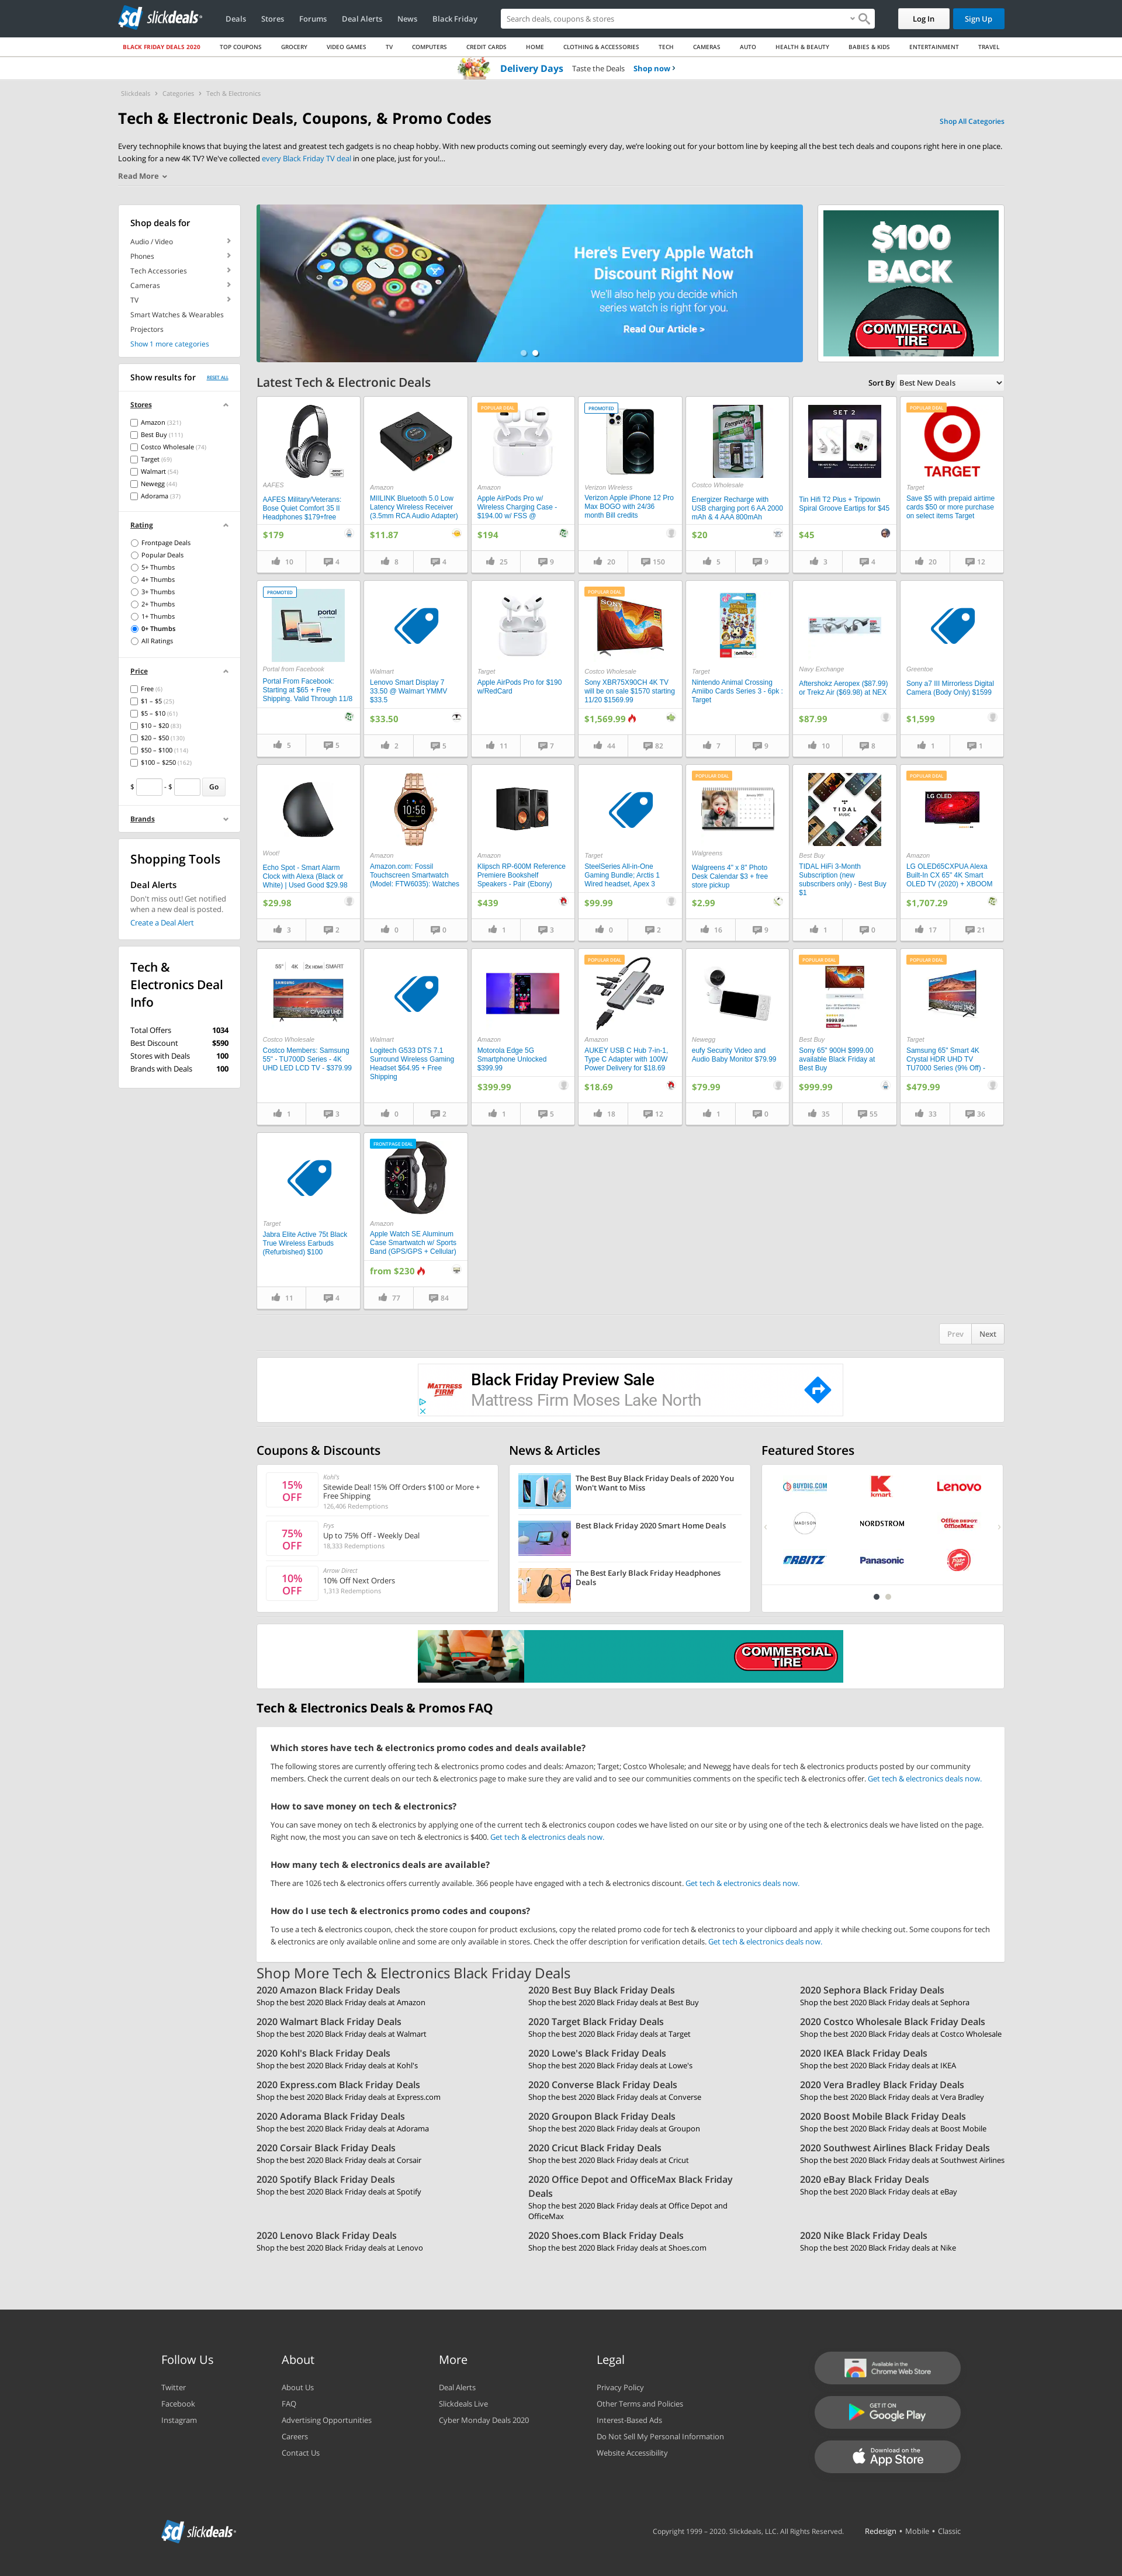 slickdeals
Deals
Stores
Forums
Deal Alerts
News
Black Friday
Search deals, coupons & stores
Log In
Sign Up
BLACK FRIDAY DEALS 2020
TOP COUPONS
GROCERY
VIDEO GAMES
TV
COMPUTERS
CREDIT CARDS
HOME
CLOTHING & ACCESSORIES
TECH
CAMERAS
AUTO
HEALTH & BEAUTY
BABIES & KIDS
ENTERTAINMENT
TRAVEL
Delivery Days Taste the Deals Shop now
Slickdeals > Categories > Tech & Electronics
Tech & Electronic Deals, Coupons, & Promo Codes
Shop All Categories
Every technophile knows that buying the latest and greatest tech gadgets is no cheap hobby. With new products coming out seemingly every day, we're looking out for your bottom line by keeping all the best tech deals and coupons right here in one place.
Looking for a new 4K TV? We've collected every Black Friday TV deal in one place, just for you!...
Read More
Shop deals for
Audio / Video
Phones
Tech Accessories
Cameras
TV
Smart Watches & Wearables
Projectors
Show 1 more categories
Show results for RESET ALL
Stores
Amazon (321)
Best Buy (111)
Costco Wholesale (74)
Target (69)
Walmart (54)
Newegg (44)
Adorama (37)
Rating
Frontpage Deals
Popular Deals
5+ Thumbs
4+ Thumbs
3+ Thumbs
2+ Thumbs
1+ Thumbs
0+ Thumbs
All Ratings
Price
Free (6)
$1 – $5 (25)
$5 – $10 (61)
$10 – $20 (83)
$20 – $50 (130)
$50 – $100 (114)
$100 – $250 (162)
$ - $ Go
Brands
Shopping Tools
Deal Alerts
Don't miss out! Get notified
when a new deal is posted.
Create a Deal Alert
Tech &
Electronics Deal
Info
Total Offers 1034
Best Discount $590
Stores with Deals 100
Brands with Deals 100
Here's Every Apple Watch
Discount Right Now
We'll also help you decide which
series watch is right for you.
Read Our Article >
$100
BACK
COMMERCIAL
TIRE
Latest Tech & Electronic Deals
Sort By Best New Deals
AAFES
AAFES Military/Veterans:
Bose Quiet Comfort 35 II
Headphones $179+free
$179
10 4
Amazon
MIILINK Bluetooth 5.0 Low
Latency Wireless Receiver
(3.5mm RCA Audio Adapter)
$11.87
8 4
POPULAR DEAL
Amazon
Apple AirPods Pro w/
Wireless Charging Case -
$194.00 w/ FSS @
$194
25 9
PROMOTED
Verizon Wireless
Verizon Apple iPhone 12 Pro
Max BOGO with 24/36
month Bill credits
20 150
Costco Wholesale
Energizer Recharge with
USB charging port 6 AA 2000
mAh & 4 AAA 800mAh
$20
5 9
SET 2
Tin Hifi T2 Plus + Tripowin
Spiral Groove Eartips for $45
$45
3 4
POPULAR DEAL
TARGET
Target
Save $5 with prepaid airtime
cards $50 or more purchase
on select items Target
20 12
PROMOTED
portal
Portal from Facebook
Portal From Facebook:
Starting at $65 + Free
Shipping. Valid Through 11/8
5 5
Walmart
Lenovo Smart Display 7
33.50 @ Walmart YMMV
$33.5
$33.50
2 5
Target
Apple AirPods Pro for $190
w/RedCard
11 7
POPULAR DEAL
SONY
Costco Wholesale
Sony XBR75X90CH 4K TV
will be on sale $1570 starting
11/20 $1569.99
$1,569.99
44 82
Target
Nintendo Animal Crossing
Amiibo Cards Series 3 - 6pk :
Target
7 9
Navy Exchange
Aftershokz Aeropex ($87.99)
or Trekz Air ($69.98) at NEX
$87.99
10 8
Greentoe
Sony a7 III Mirrorless Digital
Camera (Body Only) $1599
$1,599
1 1
Woot!
Echo Spot - Smart Alarm
Clock with Alexa (Black or
White) | Used Good $29.98
$29.98
3 2
Amazon
Amazon.com: Fossil
Touchscreen Smartwatch
(Model: FTW6035): Watches
0 0
Amazon
Klipsch RP-600M Reference
Premiere Bookshelf
Speakers - Pair (Ebony)
$439
1 3
Target
SteelSeries All-in-One
Gaming Bundle; Arctis 1
Wired headset, Apex 3
$99.99
0 2
POPULAR DEAL
Walgreens
Walgreens 4" x 8" Photo
Desk Calendar $3 + free
store pickup
$2.99
16 9
TIDAL
MUSIC
Best Buy
TIDAL HiFi 3-Month
Subscription (new
subscribers only) - Best Buy
$1
1 0
POPULAR DEAL
LG OLED
Amazon
LG OLED65CXPUA Alexa
Built-In CX 65" 4K Smart
OLED TV (2020) + XBOOM
$1,707.29
17 21
55" 4K 2x HDMI SMART
SAMSUNG
Crystal UHD
Costco Wholesale
Costco Members: Samsung
55" - TU700D Series - 4K
UHD LED LCD TV - $379.99
1 3
Walmart
Logitech G533 DTS 7.1
Surround Wireless Gaming
Headset $64.95 + Free
Shipping
0 2
Amazon
Motorola Edge 5G
Smartphone Unlocked
$399.99
$399.99
1 5
POPULAR DEAL
Amazon
AUKEY USB C Hub 7-in-1,
Type C Adapter with 100W
Power Delivery for $18.69
$18.69
18 12
Newegg
eufy Security Video and
Audio Baby Monitor $79.99
$79.99
1 0
POPULAR DEAL
$999.99
Best Buy
Sony 65" 900H $999.00
available Black Friday at
Best Buy
$999.99
35 55
POPULAR DEAL
Target
Samsung 65" Smart 4K
Crystal HDR UHD TV
TU7000 Series (9% Off) -
$479.99
33 36
Target
Jabra Elite Active 75t Black
True Wireless Earbuds
(Refurbished) $100
11 4
FRONTPAGE DEAL
Amazon
Apple Watch SE Aluminum
Case Smartwatch w/ Sports
Band (GPS/GPS + Cellular)
from $230
77 84
Prev Next
MATTRESS FIRM
Black Friday Preview Sale
Mattress Firm Moses Lake North
Coupons & Discounts
15%
OFF
Kohl's
Sitewide Deal! 15% Off Orders $100 or More +
Free Shipping
126,406 Redemptions
75%
OFF
Frys
Up to 75% Off - Weekly Deal
18,333 Redemptions
10%
OFF
Arrow Direct
10% Off Next Orders
1,313 Redemptions
News & Articles
The Best Buy Black Friday Deals of 2020 You
Won't Want to Miss
Best Black Friday 2020 Smart Home Deals
The Best Early Black Friday Headphones
Deals
Featured Stores
BUYDIG.COM
kmart
Lenovo
MADISON
NORDSTROM
Office DEPOT
OfficeMax
ORBITZ
Panasonic
COMMERCIAL
TIRE
Tech & Electronics Deals & Promos FAQ
Which stores have tech & electronics promo codes and deals available?
The following stores are currently offering tech & electronics promo codes and deals: Amazon; Target; Costco Wholesale; and Newegg have deals for tech & electronics products posted by our community
members. Check the current deals on our tech & electronics page to make sure they are valid and to see our communities comments on the specific tech & electronics offer. Get tech & electronics deals now.
How to save money on tech & electronics?
You can save money on tech & electronics by applying one of the current tech & electronics coupon codes we have listed on our site or by using one of the tech & electronics deals we have listed on the page.
Right now, the most you can save on tech & electronics is $400. Get tech & electronics deals now.
How many tech & electronics deals are available?
There are 1026 tech & electronics offers currently available. 366 people have engaged with a tech & electronics discount. Get tech & electronics deals now.
How do I use tech & electronics promo codes and coupons?
To use a tech & electronics coupon, check the store coupon for product exclusions, copy the related promo code for tech & electronics to your clipboard and apply it while checking out. Some coupons for tech
& electronics are only available online and some are only available in stores. Check the offer description for verification details. Get tech & electronics deals now.
Shop More Tech & Electronics Black Friday Deals
2020 Amazon Black Friday Deals
Shop the best 2020 Black Friday deals at Amazon
2020 Best Buy Black Friday Deals
Shop the best 2020 Black Friday deals at Best Buy
2020 Sephora Black Friday Deals
Shop the best 2020 Black Friday deals at Sephora
2020 Walmart Black Friday Deals
Shop the best 2020 Black Friday deals at Walmart
2020 Target Black Friday Deals
Shop the best 2020 Black Friday deals at Target
2020 Costco Wholesale Black Friday Deals
Shop the best 2020 Black Friday deals at Costco Wholesale
2020 Kohl's Black Friday Deals
Shop the best 2020 Black Friday deals at Kohl's
2020 Lowe's Black Friday Deals
Shop the best 2020 Black Friday deals at Lowe's
2020 IKEA Black Friday Deals
Shop the best 2020 Black Friday deals at IKEA
2020 Express.com Black Friday Deals
Shop the best 2020 Black Friday deals at Express.com
2020 Converse Black Friday Deals
Shop the best 2020 Black Friday deals at Converse
2020 Vera Bradley Black Friday Deals
Shop the best 2020 Black Friday deals at Vera Bradley
2020 Adorama Black Friday Deals
Shop the best 2020 Black Friday deals at Adorama
2020 Groupon Black Friday Deals
Shop the best 2020 Black Friday deals at Groupon
2020 Boost Mobile Black Friday Deals
Shop the best 2020 Black Friday deals at Boost Mobile
2020 Corsair Black Friday Deals
Shop the best 2020 Black Friday deals at Corsair
2020 Cricut Black Friday Deals
Shop the best 2020 Black Friday deals at Cricut
2020 Southwest Airlines Black Friday Deals
Shop the best 2020 Black Friday deals at Southwest Airlines
2020 Spotify Black Friday Deals
Shop the best 2020 Black Friday deals at Spotify
2020 Office Depot and OfficeMax Black Friday
Deals
Shop the best 2020 Black Friday deals at Office Depot and
OfficeMax
2020 eBay Black Friday Deals
Shop the best 2020 Black Friday deals at eBay
2020 Lenovo Black Friday Deals
Shop the best 2020 Black Friday deals at Lenovo
2020 Shoes.com Black Friday Deals
Shop the best 2020 Black Friday deals at Shoes.com
2020 Nike Black Friday Deals
Shop the best 2020 Black Friday deals at Nike
Follow Us
Twitter
Facebook
Instagram
About
About Us
FAQ
Advertising Opportunities
Careers
Contact Us
More
Deal Alerts
Slickdeals Live
Cyber Monday Deals 2020
Legal
Privacy Policy
Other Terms and Policies
Interest-Based Ads
Do Not Sell My Personal Information
Website Accessibility
Available in the
Chrome Web Store
GET IT ON
Google Play
Download on the
App Store
slickdeals
Copyright 1999 – 2020. Slickdeals, LLC. All Rights Reserved.
Redesign • Mobile • Classic